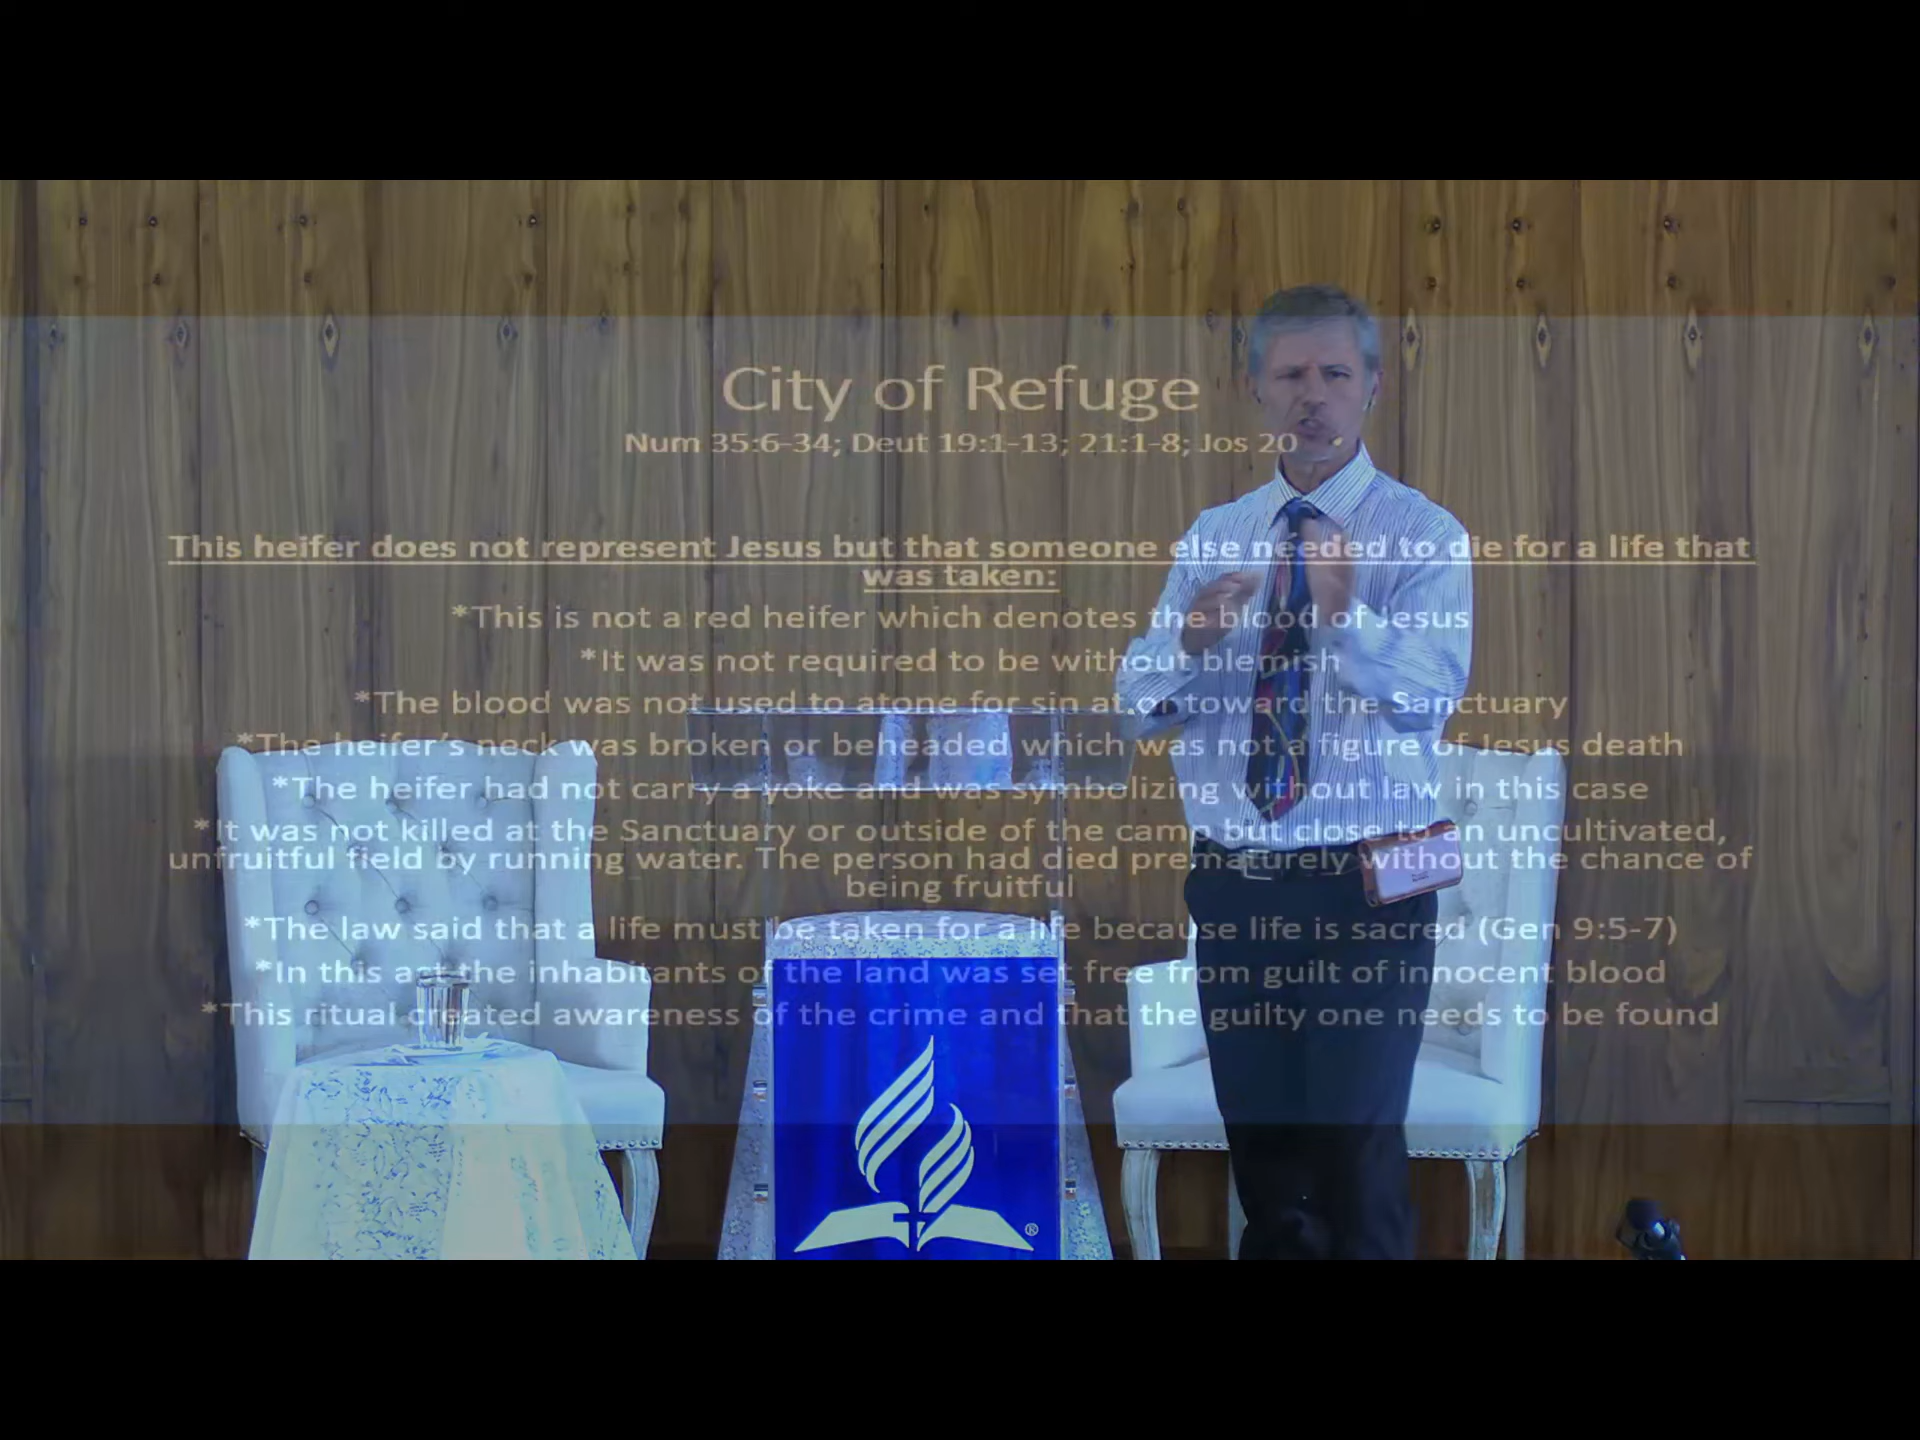 City of Refuge
Num 35:6-34; Deut 19:1-13; 21:1-8; Jos 20
This heifer does not represent Jesus but that someone else needed to die for a life that
was taken:
*This is not a red heifer which denotes the blood of Jesus
*It was not required to be without blemish
*The blood was not used to atone for sin at or toward the Sanctuary
*The heifer's neck was broken or beheaded which was not a figure of Jesus death
*The heifer had not carry a yoke and was symbolizing without law in this case
*It was not killed at the Sanctuary or outside of the camp but close to an uncultivated,
unfruitful field by running water. The person had died prematurely without the chance of
being fruitful
*The law said that a life must be taken for a life because life is sacred (Gen 9:5-7)
*In this act the inhabitants of the land was set free from guilt of innocent blood
*This ritual created awareness of the crime and that the guilty one needs to be found
®